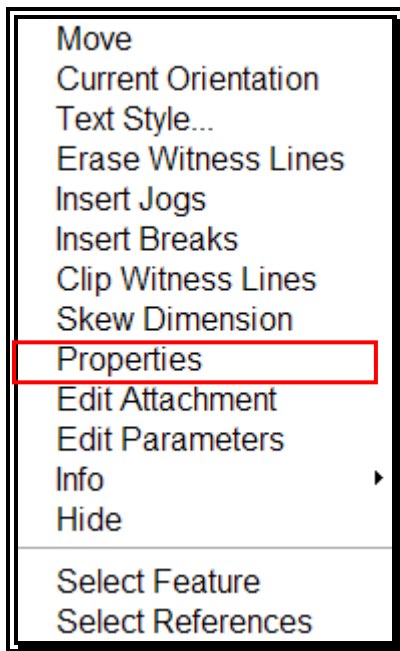 Move
Current Orientation
Text Style...
Erase Witness Lines
Insert Jogs
Insert Breaks
Clip Witness Lines
Skew Dimension
Properties
Edit Attachment
Edit Parameters
Info
Hide
Select Feature
Select References